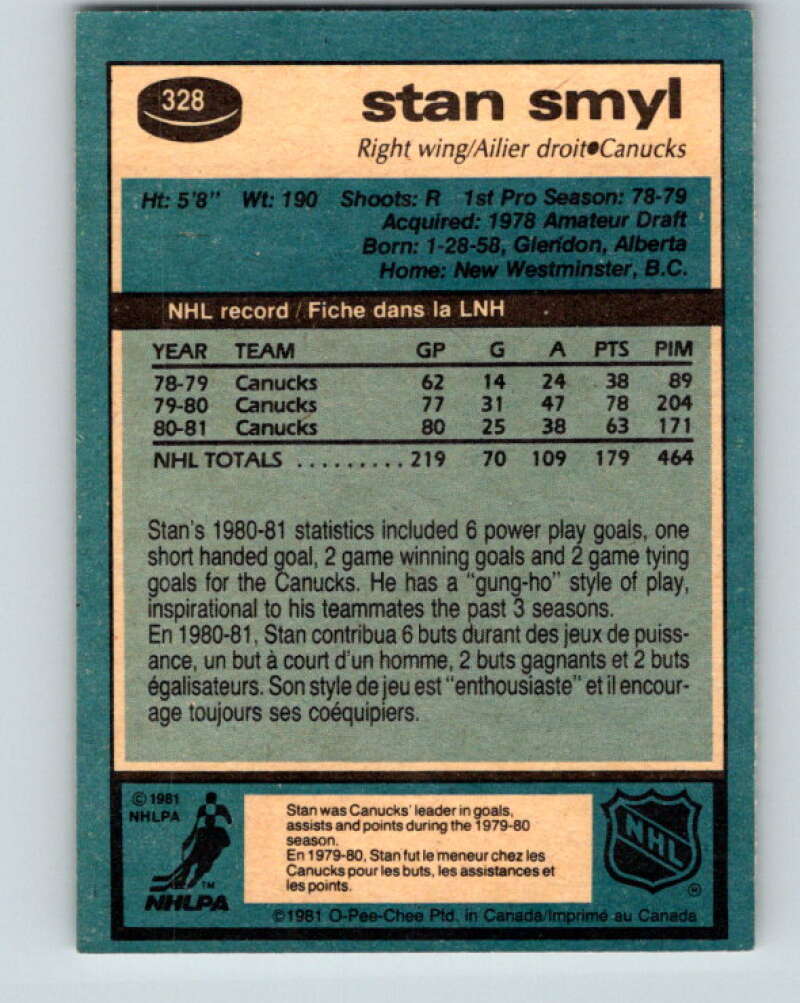 328
stan smyl
Right wing/Ailier droit•Canucks
Ht: 5'8" Wt: 190 Shoots: R 1st Pro Season: 78-79
Acquired: 1978 Amateur Draft
Born: 1-28-58, Glendon, Alberta
Home: New Westminster, B.C.
NHL record / Fiche dans la LNH
YEAR TEAM GP G A PTS PIM
78-79 Canucks 62 14 24 38 89
79-80 Canucks 77 31 47 78 204
80-81 Canucks 80 25 38 63 171
NHL TOTALS ......... 219 70 109 179 464
Stan's 1980-81 statistics included 6 power play goals, one
short handed goal, 2 game winning goals and 2 game tying
goals for the Canucks. He has a "gung-ho" style of play,
inspirational to his teammates the past 3 seasons.
En 1980-81, Stan contribua 6 buts durant des jeux de puiss-
ance, un but à court d'un homme, 2 buts gagnants et 2 buts
égalisateurs. Son style de jeu est "enthousiaste" et il encour-
age toujours ses coéquipiers.
© 1981
NHLPA
TM
NHLPA
Stan was Canucks' leader in goals,
assists and points during the 1979-80
season.
En 1979-80, Stan fut le meneur chez les
Canucks pour les buts, les assistances et
les points.
NHL
©1981 O-Pee-Chee Ptd. in Canada/Imprimé au Canada